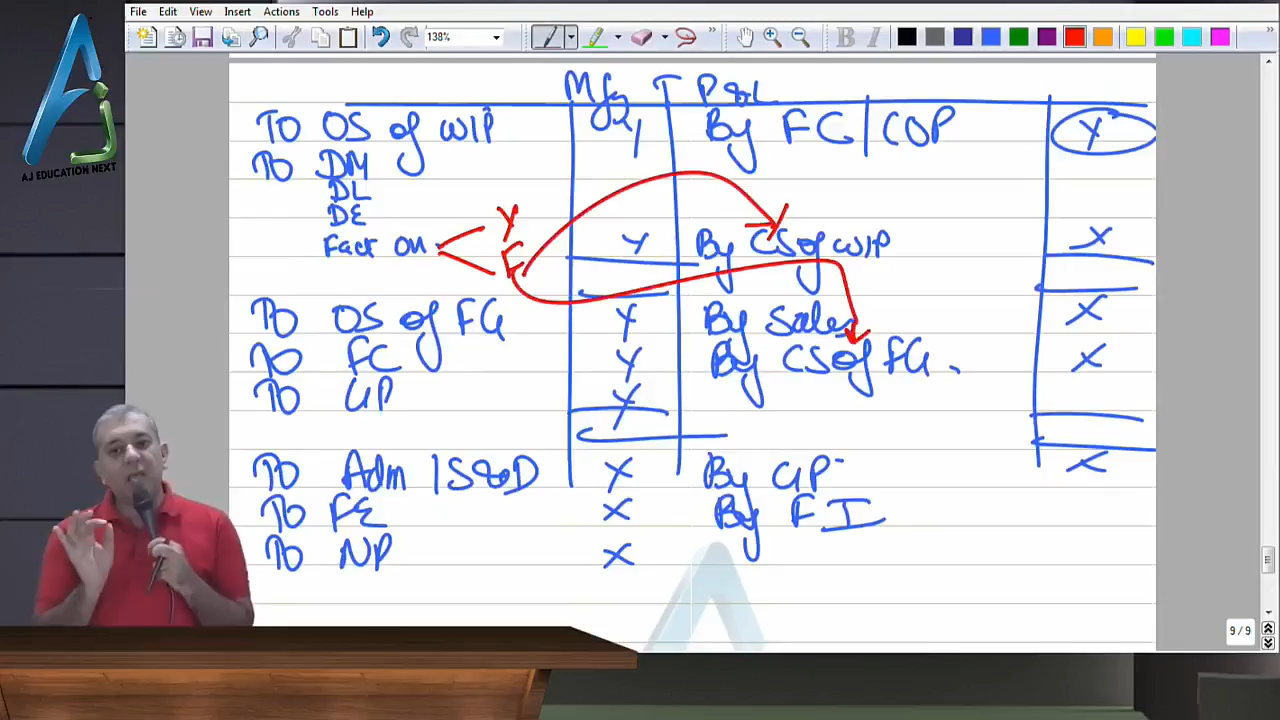 File Edit View Insert Actions Tools Help
138%
AJ EDUCATION NEXT
Mfg T P&L
To OS of WIP Y By FG/COP Y
To DM
DL
DE
Fact OH V Y By CS of WIP X
F
To OS of FG Y By Sales X
To FG Y By CS of FG X
To GP Y
To Adm/S&D X By GP X
To FE X By FI
To NP X
9/9